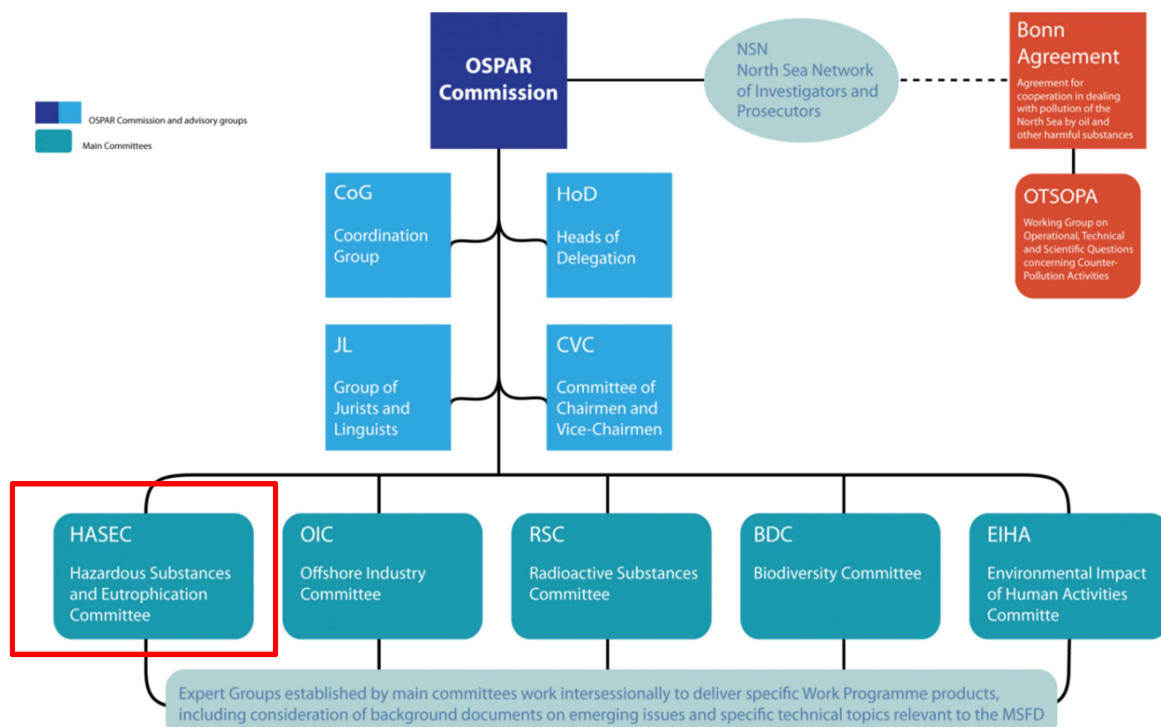 OSPAR
Commission
NSN
North Sea Network
of Investigators and
Prosecutors
Bonn
Agreement
Agreement for
cooperation in dealing
with pollution of the
North Sea by oil and
other harmful substances
OSPAR Commission and advisory groups
Main Committees
OTSOPA
Working Group on
Operational, Technical
and Scientific Questions
concerning Counter-
Pollution Activities
CoG
Coordination
Group
HoD
Heads of
Delegation
JL
Group of
Jurists and
Linguists
CVC
Committee of
Chairmen and
Vice-Chairmen
HASEC
Hazardous Substances
and Eutrophication
Committee
OIC
Offshore Industry
Committee
RSC
Radioactive Substances
Committee
BDC
Biodiversity Committee
EIHA
Environmental Impact
of Human Activities
Committe
Expert Groups established by main committees work intersessionally to deliver specific Work Programme products,
including consideration of background documents on emerging issues and specific technical topics relevant to the MSFD